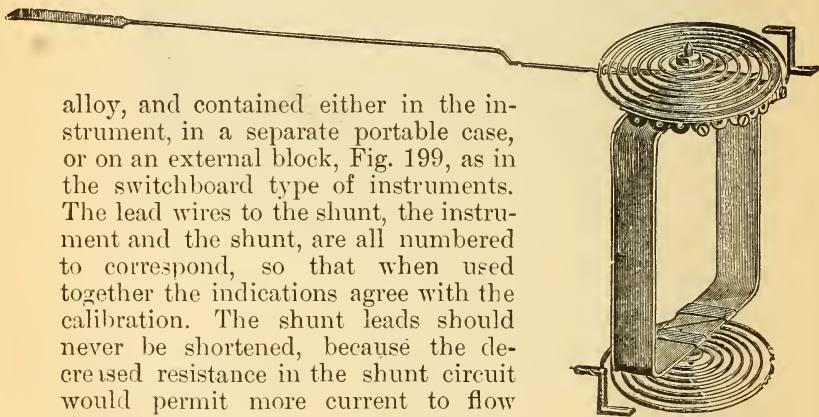 alloy, and contained either in the in-
strument, in a separate portable case,
or on an external block, Fig. 199, as in
the switchboard type of instruments.
The lead wires to the shunt, the instru-
ment and the shunt, are all numbered
to correspond, so that when used
together the indications agree with the
calibration. The shunt leads should
never be shortened, because the de-
creased resistance in the shunt circuit
would permit more current to flow